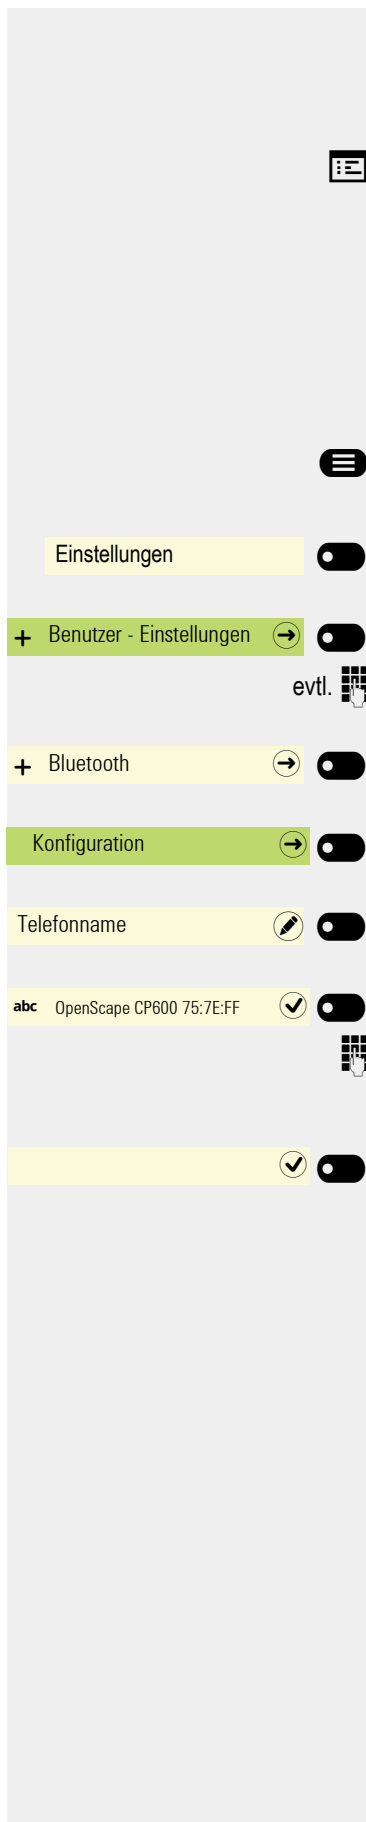 Einstellungen
+ Benutzer - Einstellungen
evtl.
+ Bluetooth
Konfiguration
Telefonname
abc OpenScape CP600 75:7E:FF